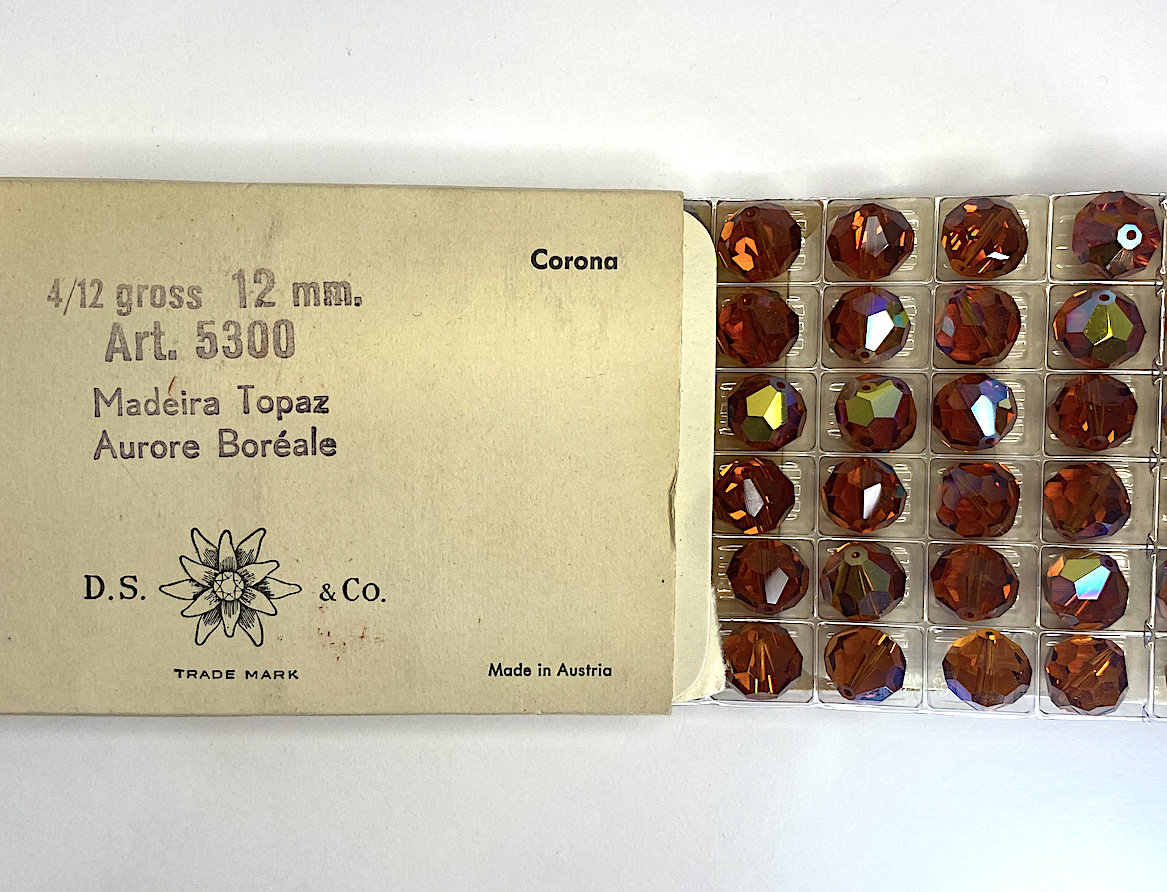 Corona
4/12 gross 12 mm.
Art. 5300
Madeira Topaz
Aurore Boréale
D.S. & Co.
TRADE MARK
Made in Austria